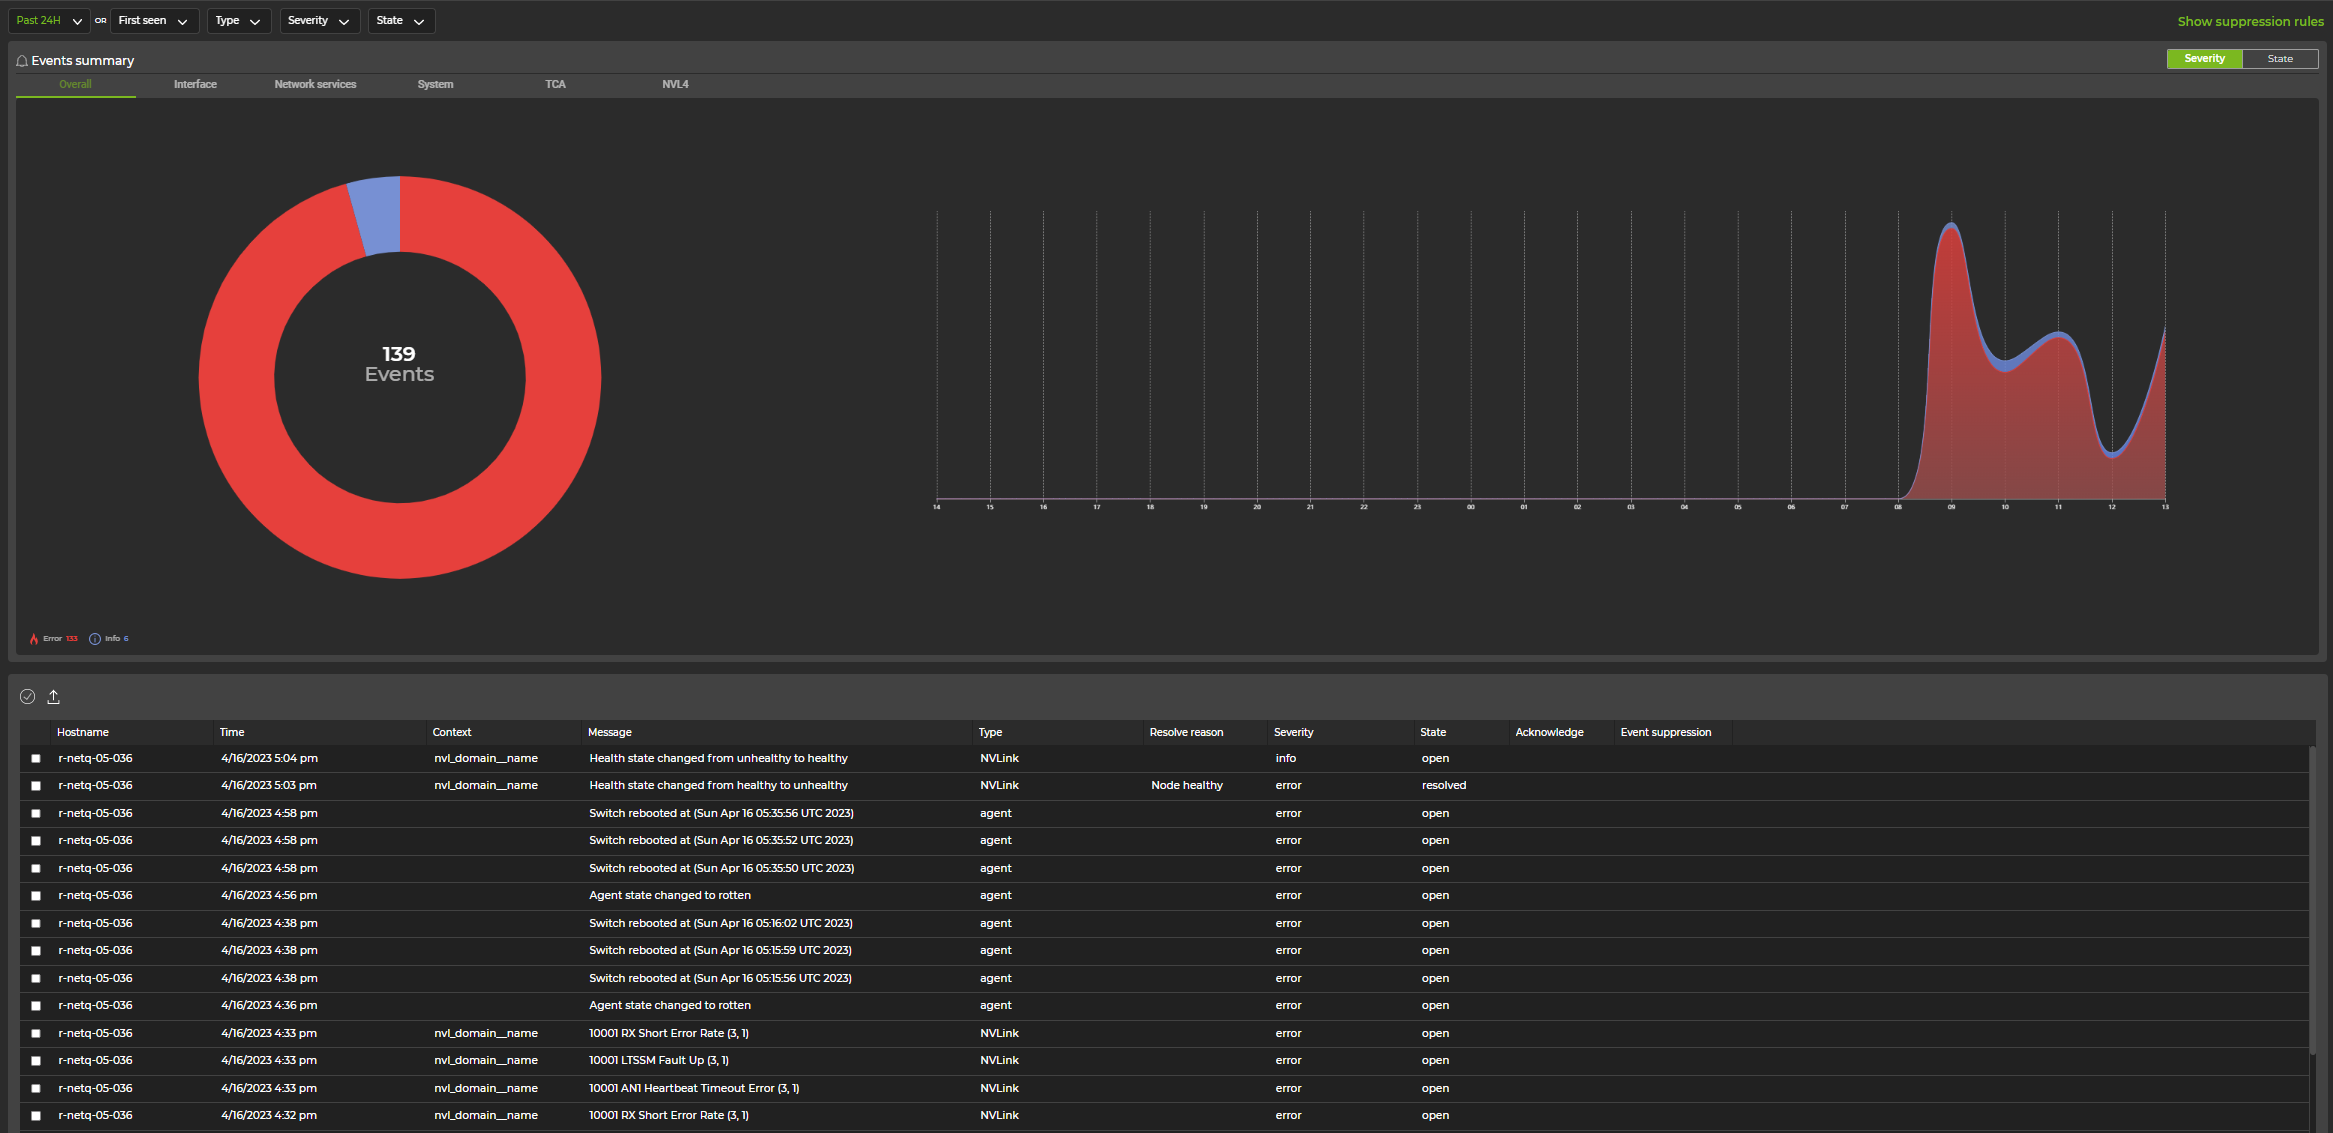 Past 24H OR First seen Type Severity State Show suppression rules
Events summary Severity State
Overall Interface Network services System TCA NVL4
139
Events
14 15 16 17 18 19 20 21 22 23 00 01 02 03 04 05 06 07 08 09 10 11 12 13
Error 133 Info 6
Hostname Time Context Message Type Resolve reason Severity State Acknowledge Event suppression
r-netq-05-036 4/16/2023 5:04 pm nvl_domain__name Health state changed from unhealthy to healthy NVLink info open
r-netq-05-036 4/16/2023 5:03 pm nvl_domain__name Health state changed from healthy to unhealthy NVLink Node healthy error resolved
r-netq-05-036 4/16/2023 4:58 pm Switch rebooted at (Sun Apr 16 05:35:56 UTC 2023) agent error open
r-netq-05-036 4/16/2023 4:58 pm Switch rebooted at (Sun Apr 16 05:35:52 UTC 2023) agent error open
r-netq-05-036 4/16/2023 4:58 pm Switch rebooted at (Sun Apr 16 05:35:50 UTC 2023) agent error open
r-netq-05-036 4/16/2023 4:56 pm Agent state changed to rotten agent error open
r-netq-05-036 4/16/2023 4:38 pm Switch rebooted at (Sun Apr 16 05:16:02 UTC 2023) agent error open
r-netq-05-036 4/16/2023 4:38 pm Switch rebooted at (Sun Apr 16 05:15:59 UTC 2023) agent error open
r-netq-05-036 4/16/2023 4:38 pm Switch rebooted at (Sun Apr 16 05:15:56 UTC 2023) agent error open
r-netq-05-036 4/16/2023 4:36 pm Agent state changed to rotten agent error open
r-netq-05-036 4/16/2023 4:33 pm nvl_domain__name 10001 RX Short Error Rate (3, 1) NVLink error open
r-netq-05-036 4/16/2023 4:33 pm nvl_domain__name 10001 LTSSM Fault Up (3, 1) NVLink error open
r-netq-05-036 4/16/2023 4:33 pm nvl_domain__name 10001 AN1 Heartbeat Timeout Error (3, 1) NVLink error open
r-netq-05-036 4/16/2023 4:32 pm nvl_domain__name 10001 RX Short Error Rate (3, 1) NVLink error open